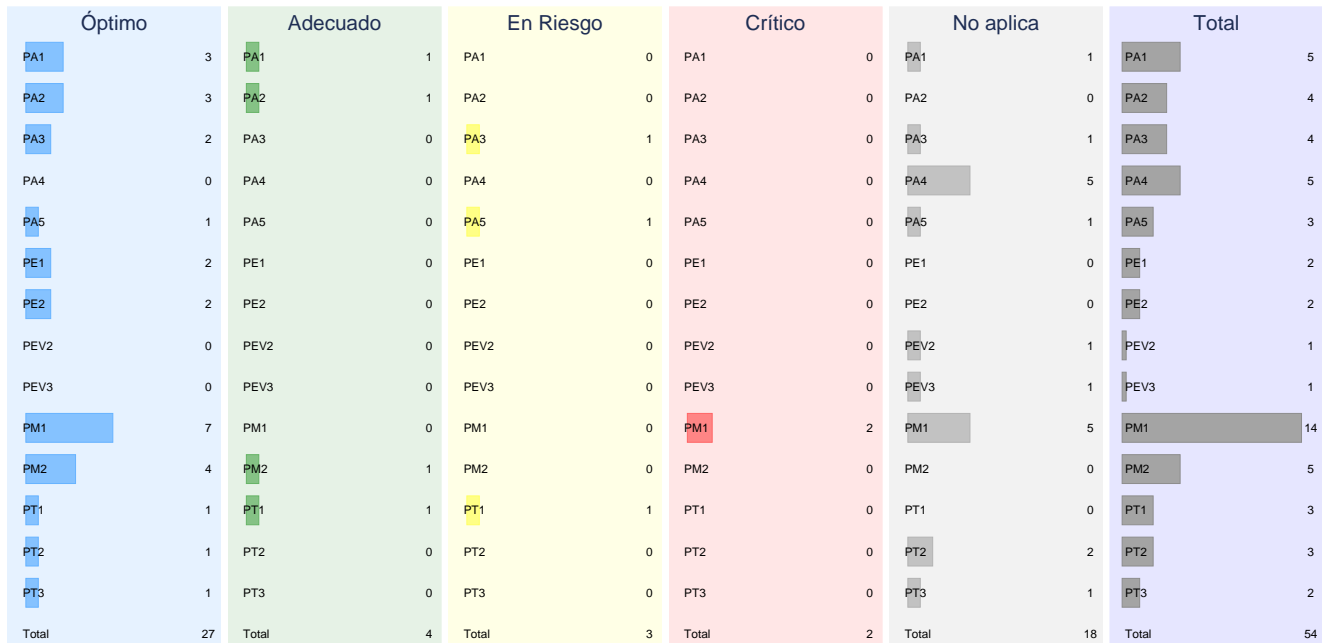 Óptimo Adecuado En Riesgo Crítico No aplica Total
PA1 3 PA1 1 PA1 0 PA1 0 PA1 1 PA1 5
PA2 3 PA2 1 PA2 0 PA2 0 PA2 0 PA2 4
PA3 2 PA3 0 PA3 1 PA3 0 PA3 1 PA3 4
PA4 0 PA4 0 PA4 0 PA4 0 PA4 5 PA4 5
PA5 1 PA5 0 PA5 1 PA5 0 PA5 1 PA5 3
PE1 2 PE1 0 PE1 0 PE1 0 PE1 0 PE1 2
PE2 2 PE2 0 PE2 0 PE2 0 PE2 0 PE2 2
PEV2 0 PEV2 0 PEV2 0 PEV2 0 PEV2 1 PEV2 1
PEV3 0 PEV3 0 PEV3 0 PEV3 0 PEV3 1 PEV3 1
PM1 7 PM1 0 PM1 0 PM1 2 PM1 5 PM1 14
PM2 4 PM2 1 PM2 0 PM2 0 PM2 0 PM2 5
PT1 1 PT1 1 PT1 1 PT1 0 PT1 0 PT1 3
PT2 1 PT2 0 PT2 0 PT2 0 PT2 2 PT2 3
PT3 1 PT3 0 PT3 0 PT3 0 PT3 1 PT3 2
Total 27 Total 4 Total 3 Total 2 Total 18 Total 54